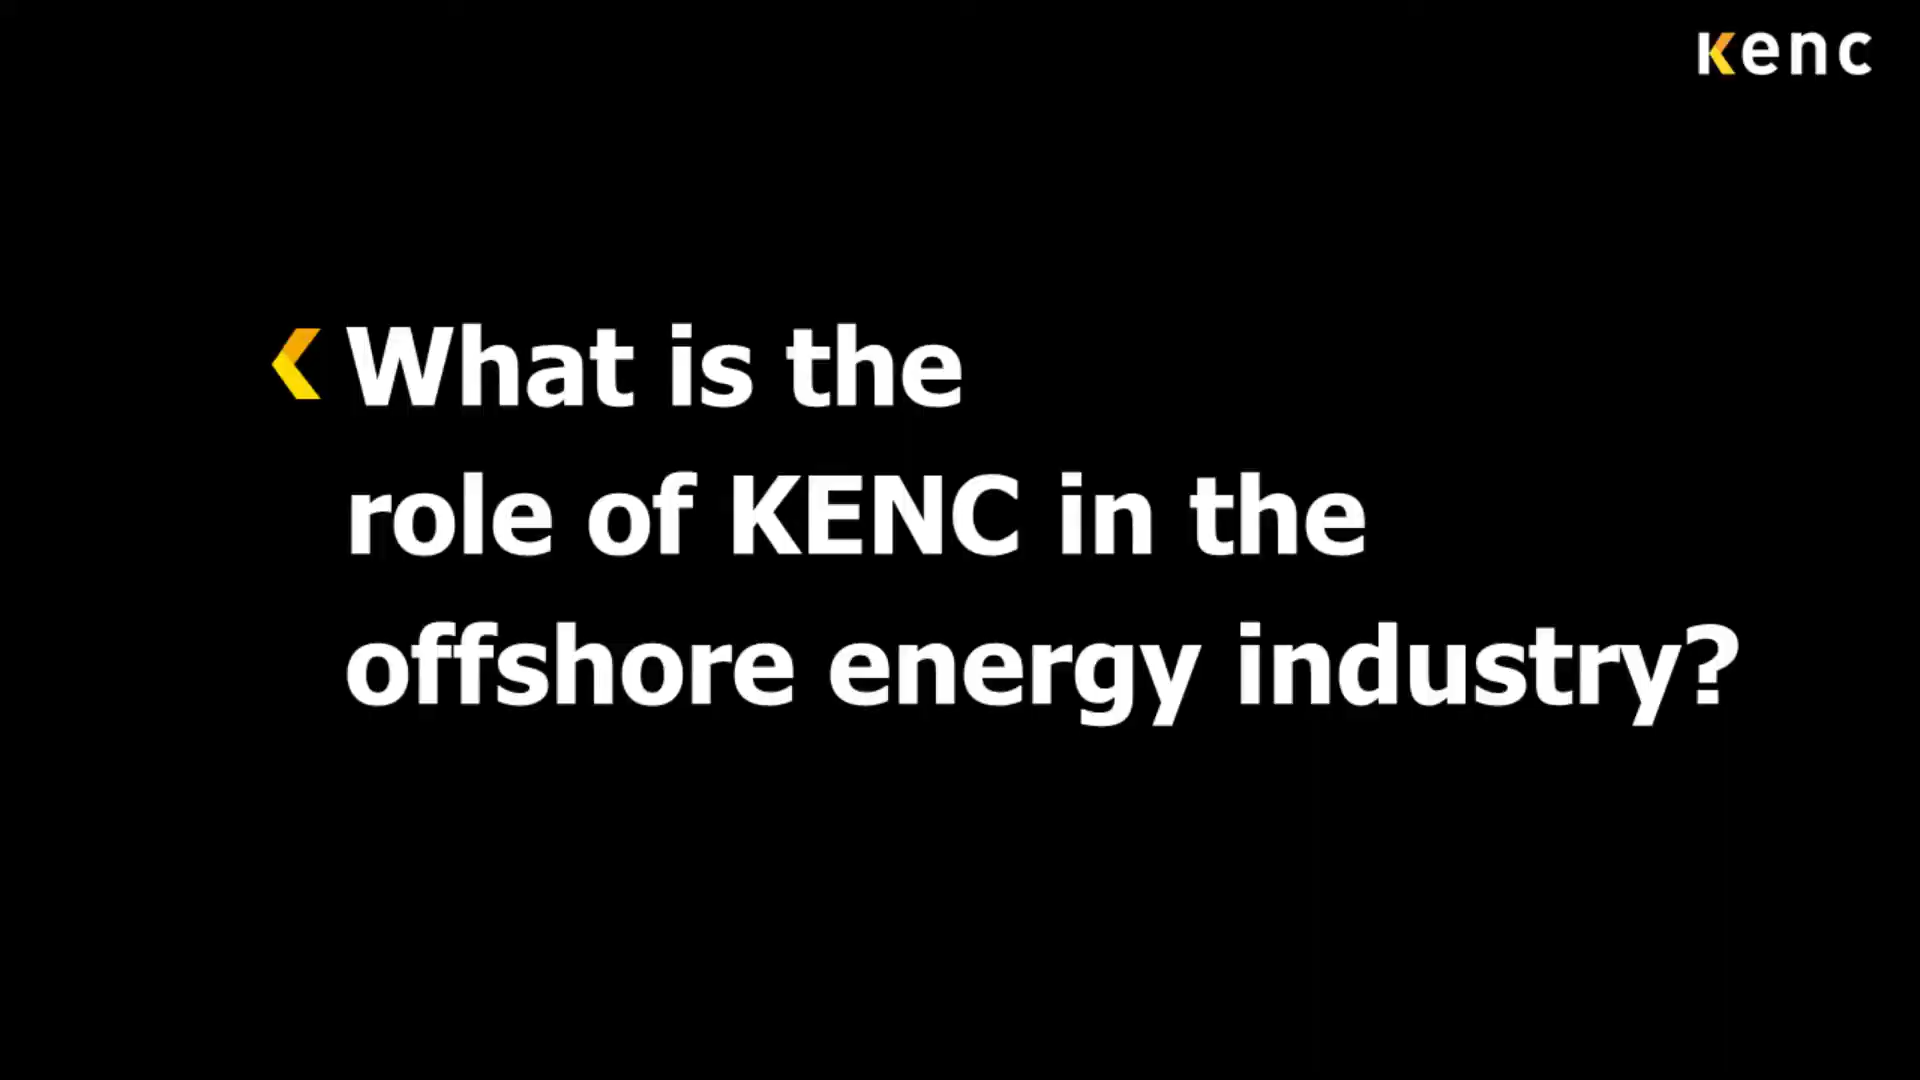 Kenc
What is the
role of KENC in the
offshore energy industry?